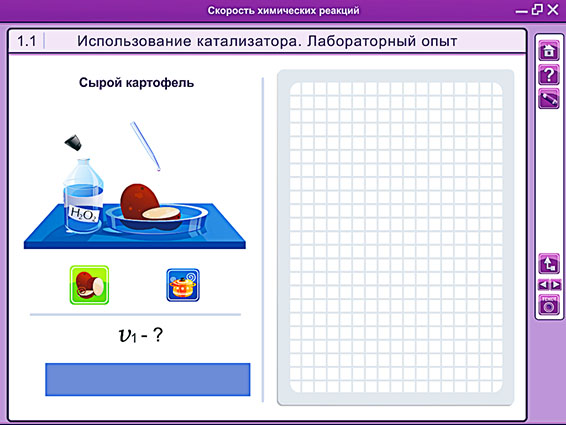 Скорость химических реакций
1.1 Использование катализатора. Лабораторный опыт
Сырой картофель
H₂O₂
?
υ₁ - ?